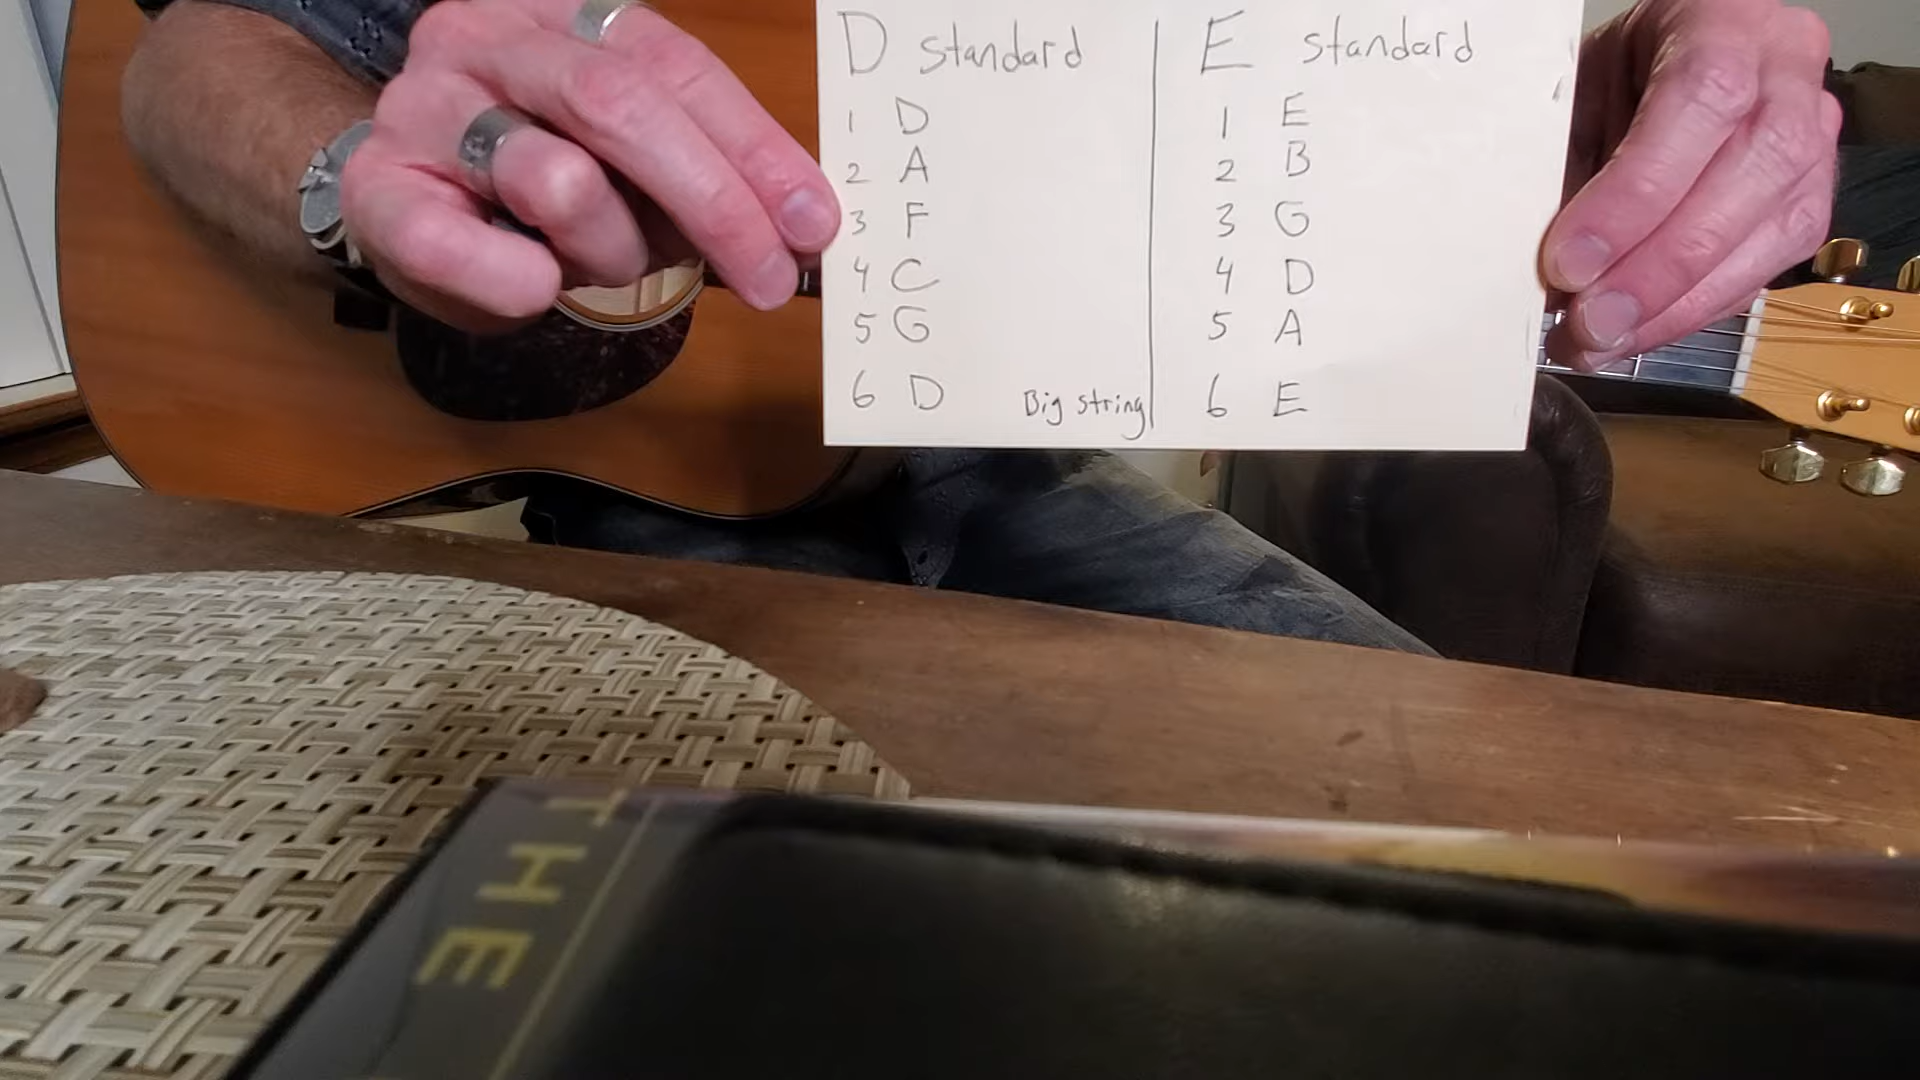 D standard
1 D
2 A
3 F
4 C
5 G
6 D Big string
E standard
1 E
2 B
3 G
4 D
5 A
6 E
THE